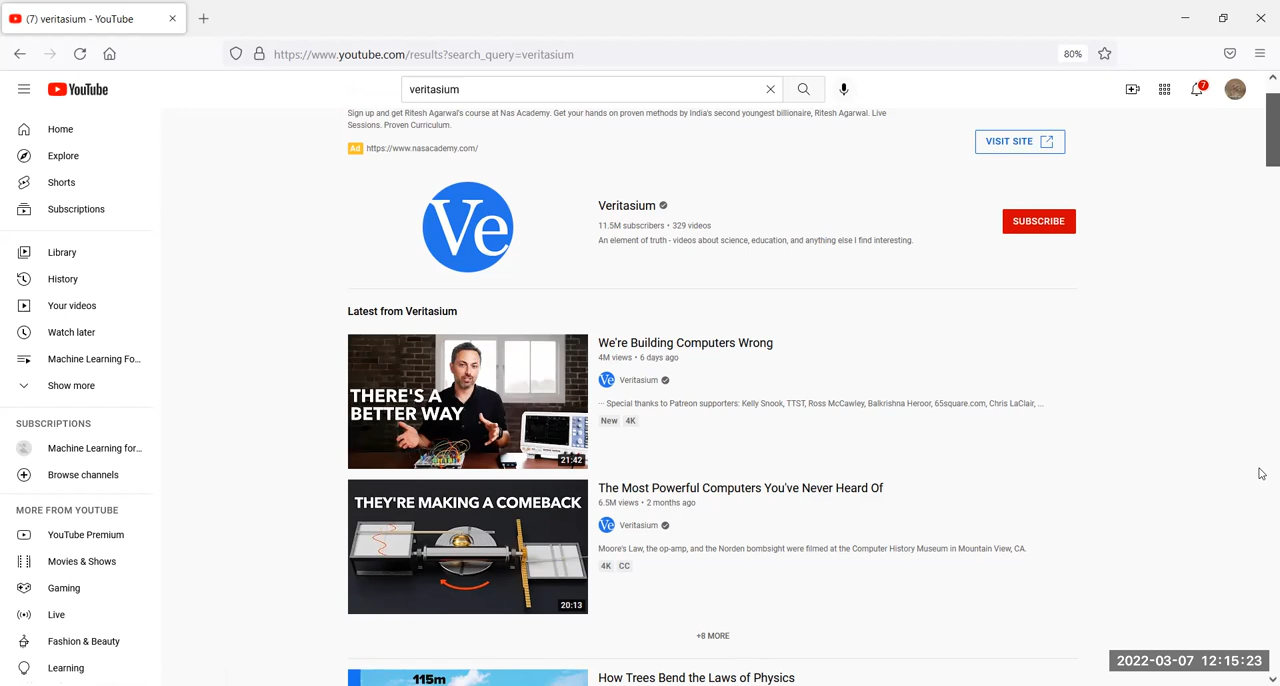 (7) veritasium - YouTube
https://www.youtube.com/results?search_query=veritasium
80%
YouTube
veritasium
7
Home
Explore
Shorts
Subscriptions
Library
History
Your videos
Watch later
Machine Learning Fo...
Show more
SUBSCRIPTIONS
Machine Learning for...
Browse channels
MORE FROM YOUTUBE
YouTube Premium
Movies & Shows
Gaming
Live
Fashion & Beauty
Learning
Sign up and get Ritesh Agarwal's course at Nas Academy. Get your hands on proven methods by India's second youngest billionaire, Ritesh Agarwal. Live
Sessions. Proven Curriculum.
Ad https://www.nasacademy.com/
VISIT SITE
Ve
Veritasium
11.5M subscribers • 329 videos
An element of truth - videos about science, education, and anything else I find interesting.
SUBSCRIBE
Latest from Veritasium
THERE'S A
BETTER WAY
21:42
We're Building Computers Wrong
4M views • 6 days ago
Ve Veritasium
··· Special thanks to Patreon supporters: Kelly Snook, TTST, Ross McCawley, Balkrishna Heroor, 65square.com, Chris LaClair, ...
New 4K
THEY'RE MAKING A COMEBACK
20:13
The Most Powerful Computers You've Never Heard Of
6.5M views • 2 months ago
Ve Veritasium
Moore's Law, the op-amp, and the Norden bombsight were filmed at the Computer History Museum in Mountain View, CA.
4K CC
+8 MORE
115m
How Trees Bend the Laws of Physics
2022-03-07 12:15:23